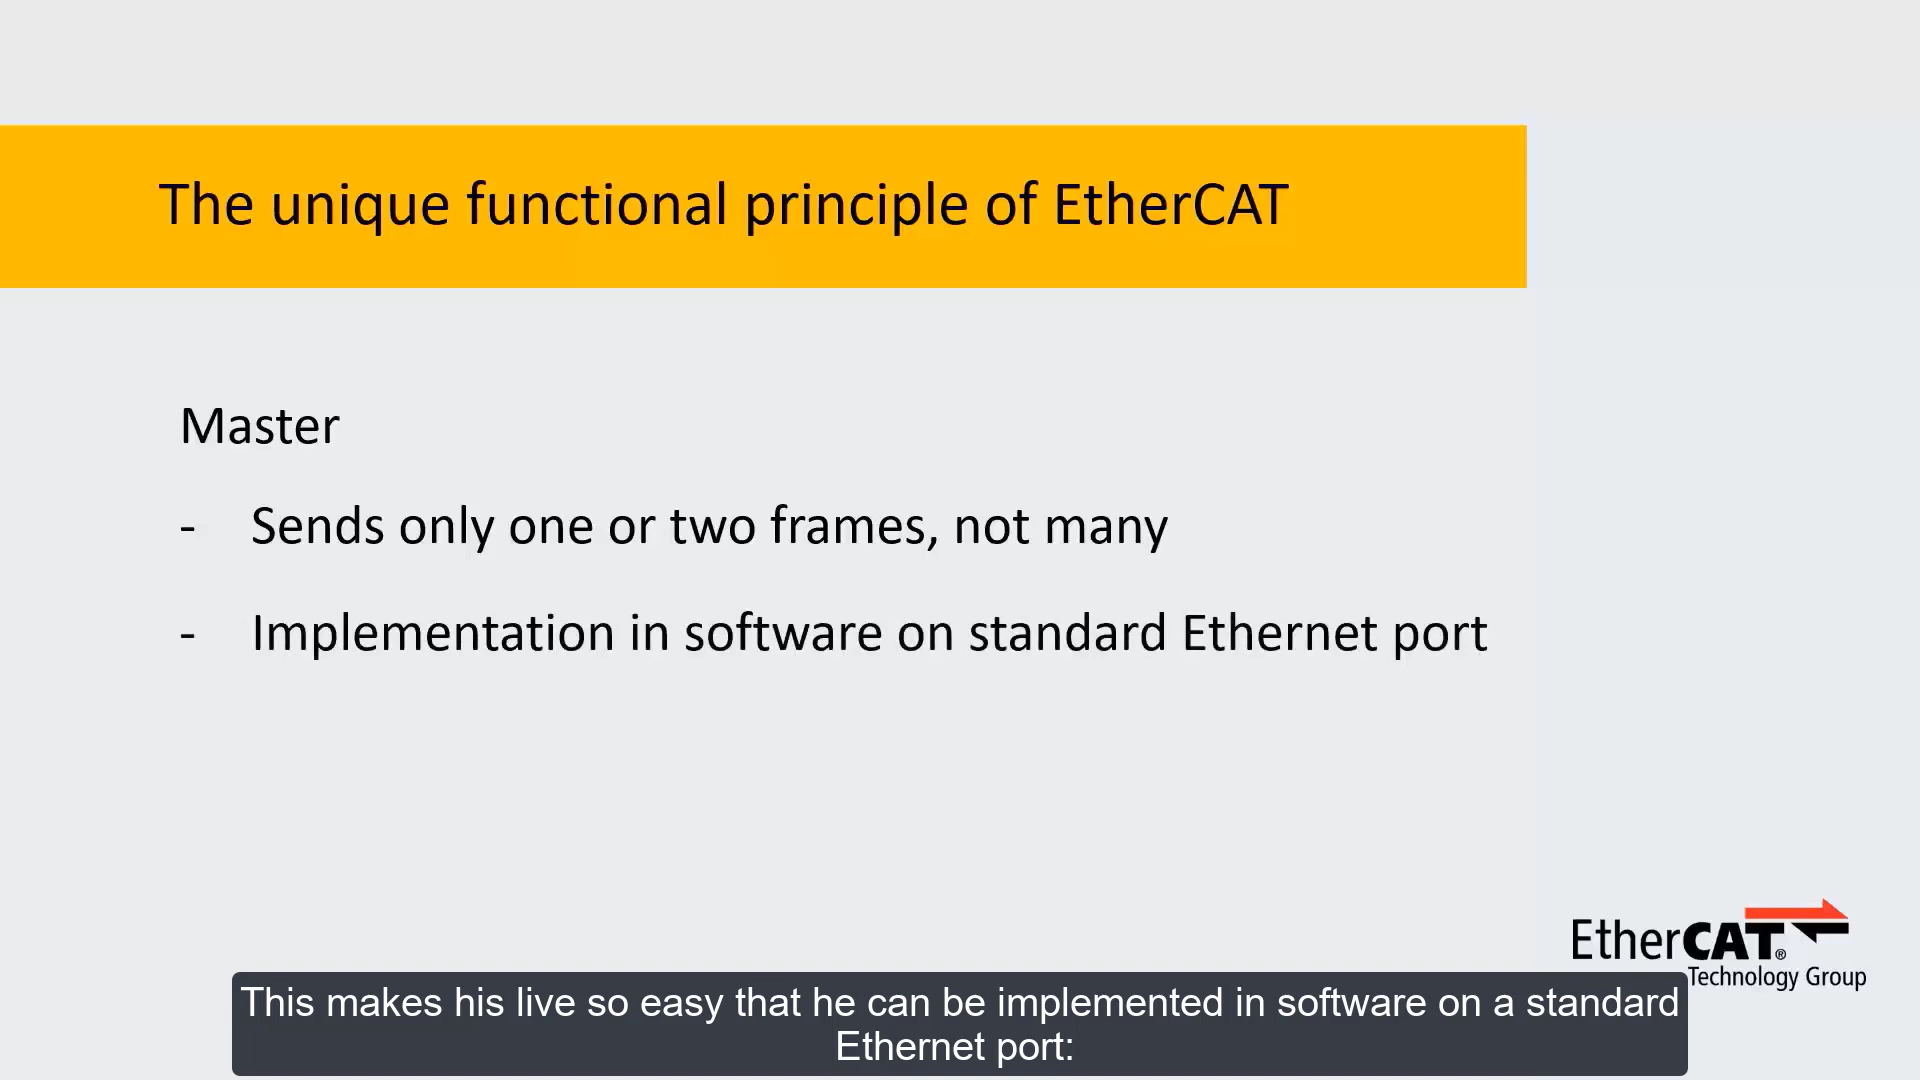 The unique functional principle of EtherCAT
Master
- Sends only one or two frames, not many
- Implementation in software on standard Ethernet port
EtherCAT®
Technology Group
This makes his live so easy that he can be implemented in software on a standard
Ethernet port: